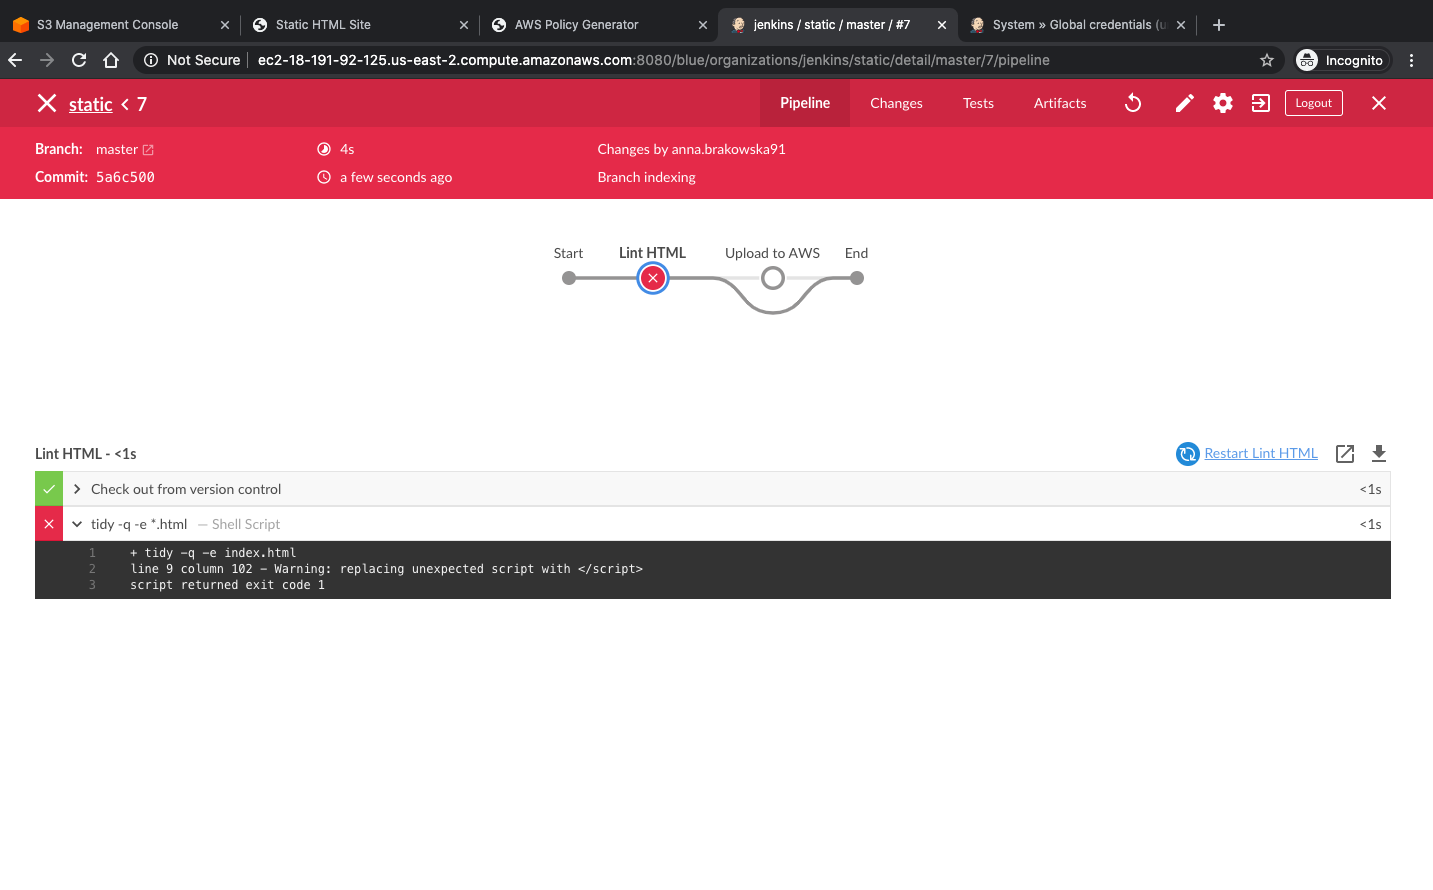 S3 Management Console
Static HTML Site
AWS Policy Generator
jenkins / static / master / #7
System » Global credentials (u
Not Secure
ec2-18-191-92-125.us-east-2.compute.amazonaws.com:8080/blue/organizations/jenkins/static/detail/master/7/pipeline
Incognito
static < 7
Pipeline
Changes
Tests
Artifacts
Logout
Branch: master
4s
Changes by anna.brakowska91
Commit: 5a6c500
a few seconds ago
Branch indexing
Start
Lint HTML
Upload to AWS
End
Lint HTML - <1s
Restart Lint HTML
Check out from version control
<1s
tidy -q -e *.html — Shell Script
<1s
1 + tidy -q -e index.html
2 line 9 column 102 - Warning: replacing unexpected script with </script>
3 script returned exit code 1